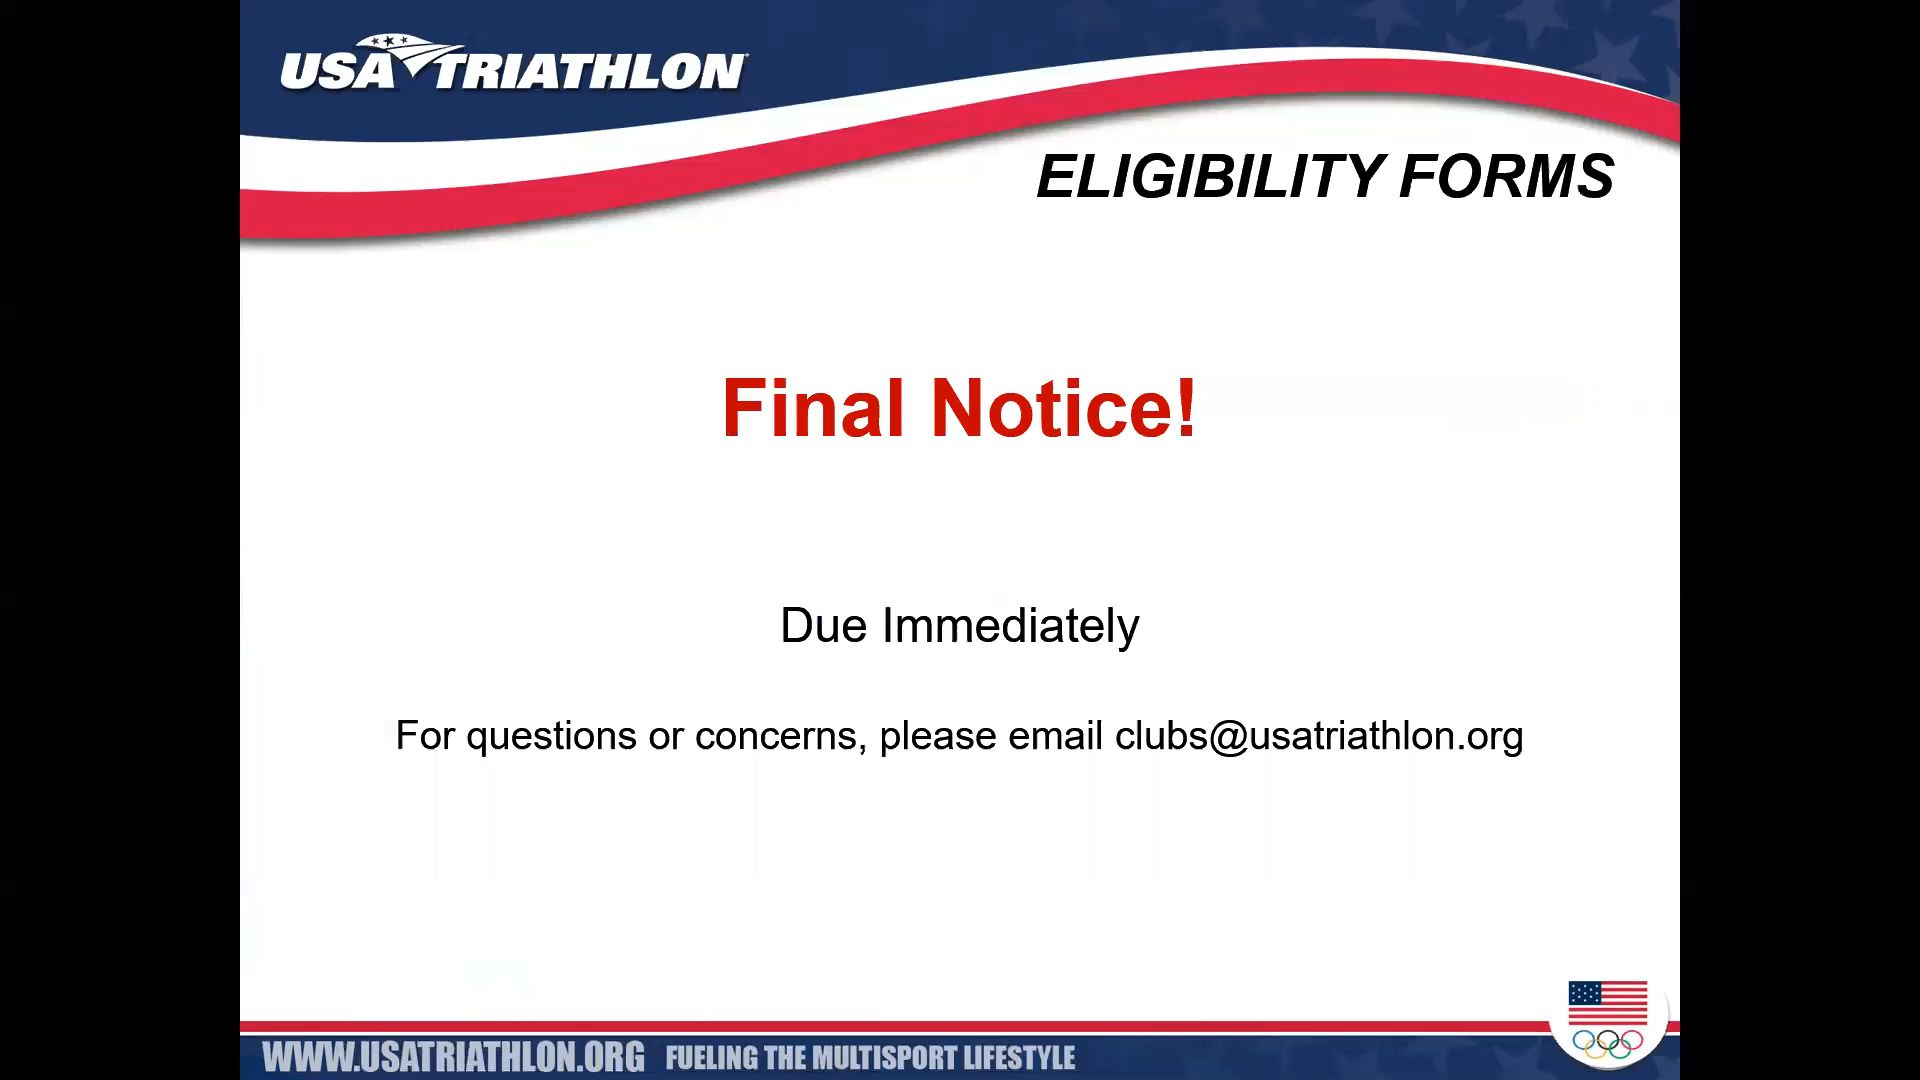 USA TRIATHLON
ELIGIBILITY FORMS
Final Notice!
Due Immediately
For questions or concerns, please email clubs@usatriathlon.org
WWW.USATRIATHLON.ORG FUELING THE MULTISPORT LIFESTYLE